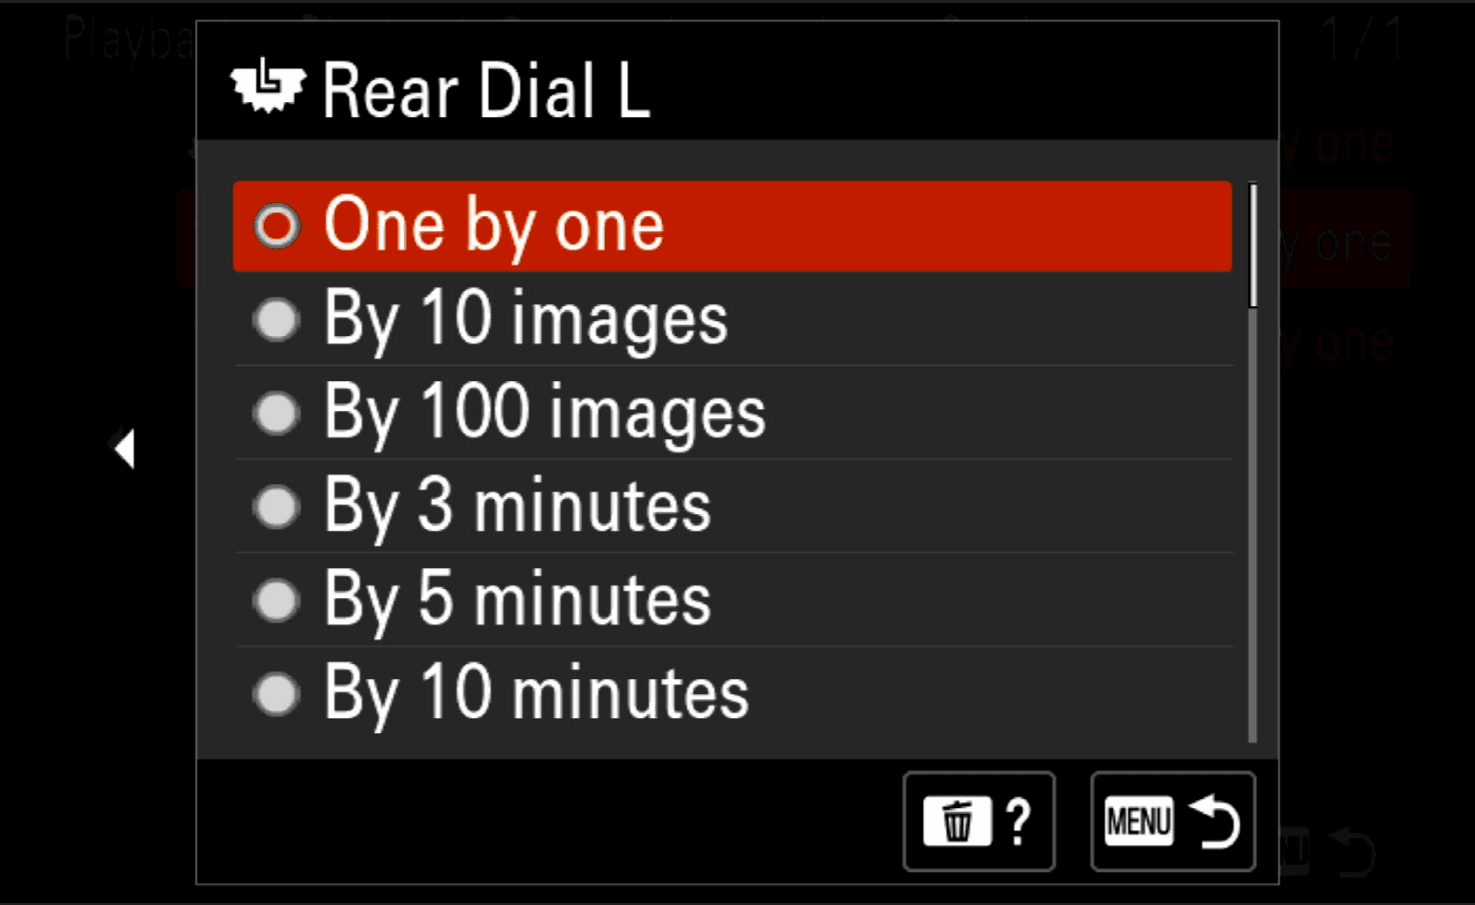 Playba
1/1
Rear Dial L
y one
One by one
y one
By 10 images
y one
By 100 images
By 3 minutes
By 5 minutes
By 10 minutes
?
MENU